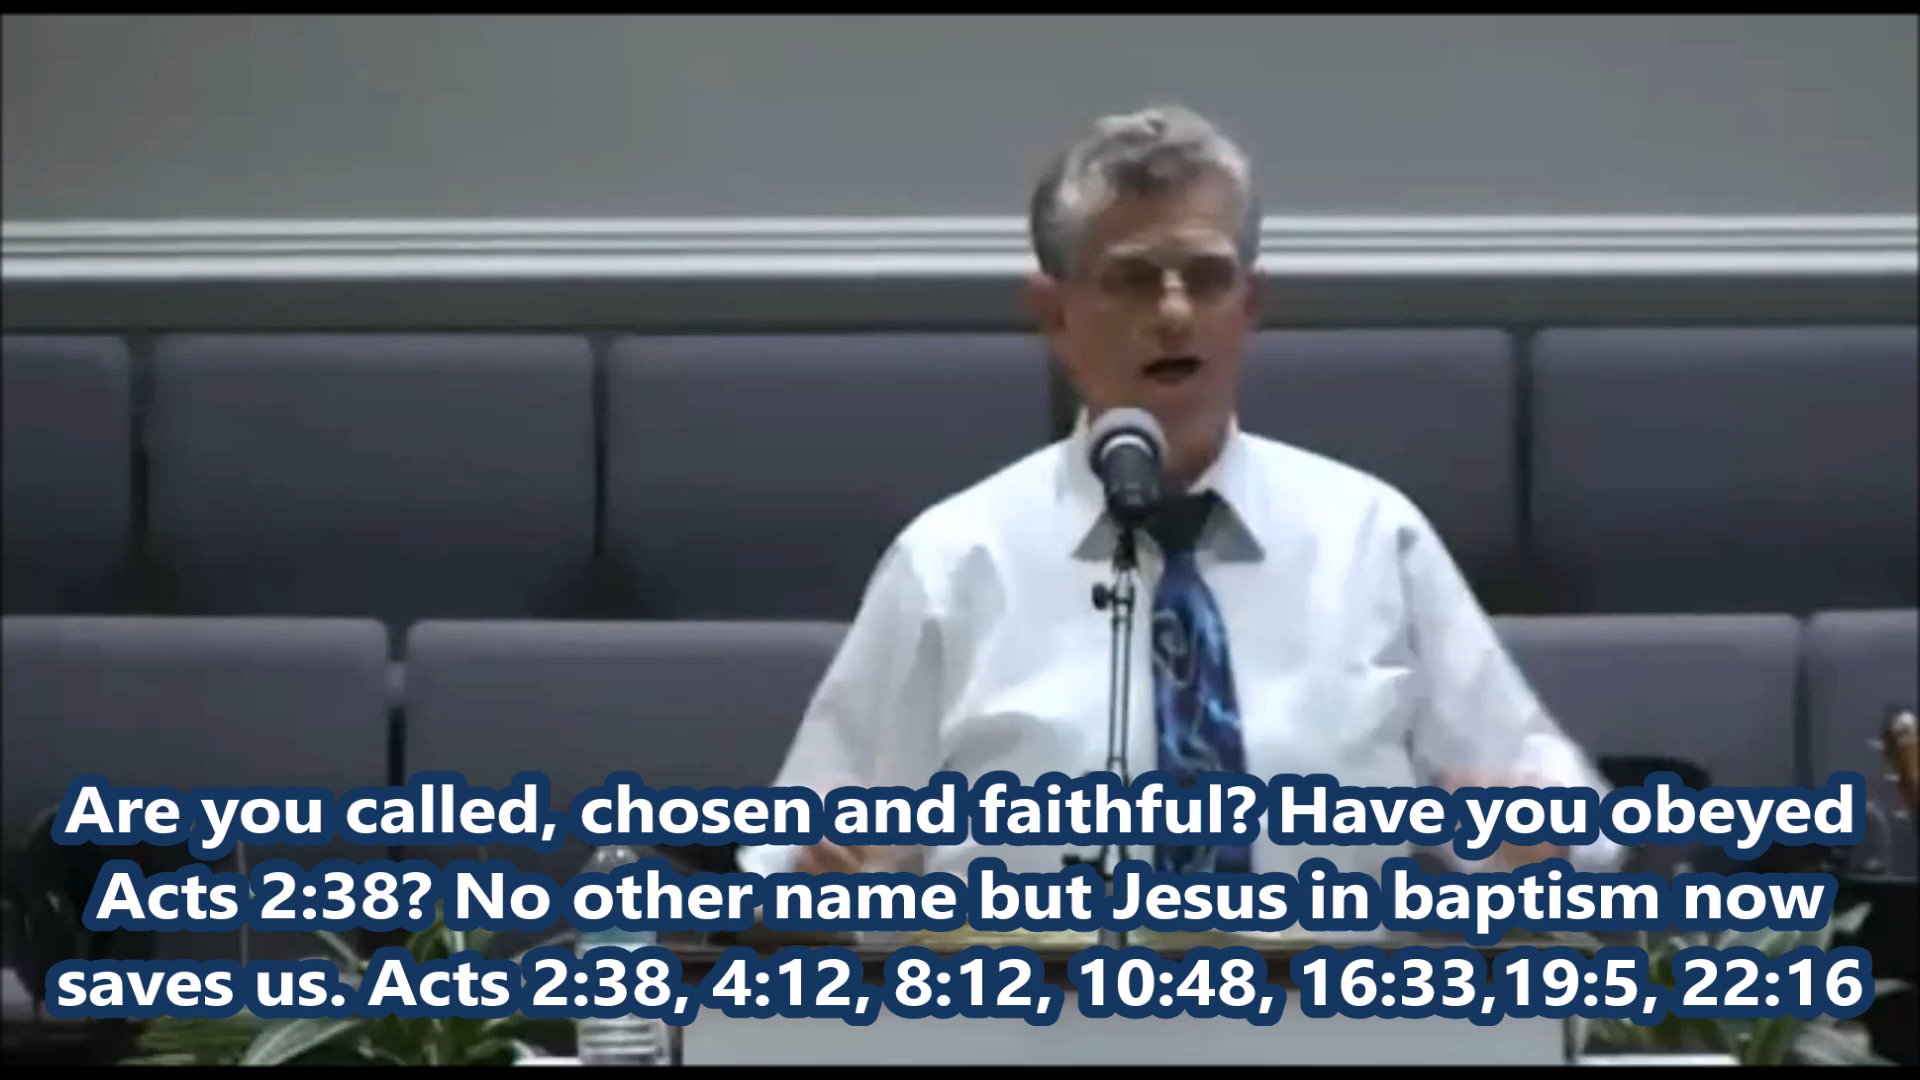 Are you called, chosen and faithful? Have you obeyed
Acts 2:38? No other name but Jesus in baptism now
saves us. Acts 2:38, 4:12, 8:12, 10:48, 16:33,19:5, 22:16